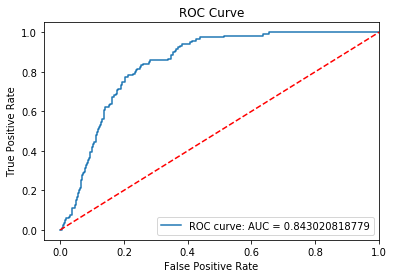 ROC Curve
True Positive Rate
1.0
0.8
0.6
0.4
0.2
0.0
ROC curve: AUC = 0.843020818779
0.0 0.2 0.4 0.6 0.8 1.0
False Positive Rate